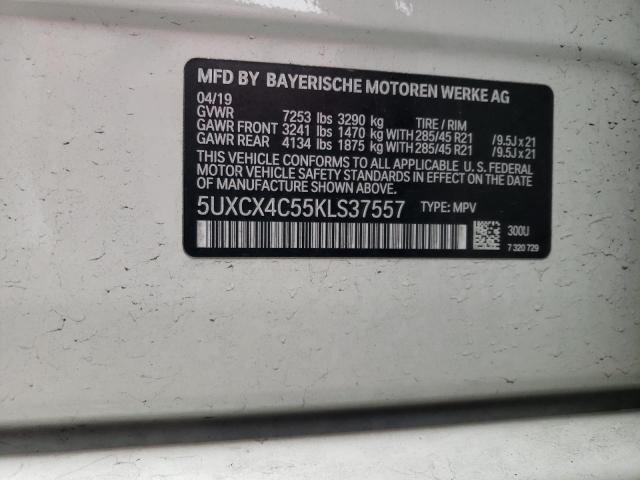 MFD BY BAYERISCHE MOTOREN WERKE AG
04/19
GVWR 7253 lbs 3290 kg TIRE / RIM
GAWR FRONT 3241 lbs 1470 kg WITH 285/45 R21 /9.5J x 21
GAWR REAR 4134 lbs 1875 kg WITH 285/45 R21 /9.5J x 21
THIS VEHICLE CONFORMS TO ALL APPLICABLE U. S. FEDERAL
MOTOR VEHICLE SAFETY STANDARDS IN EFFECT ON THE DATE OF
MANUFACTURE SHOWN ABOVE.
5UXCX4C55KLS37557 TYPE: MPV
300U
7 320 729